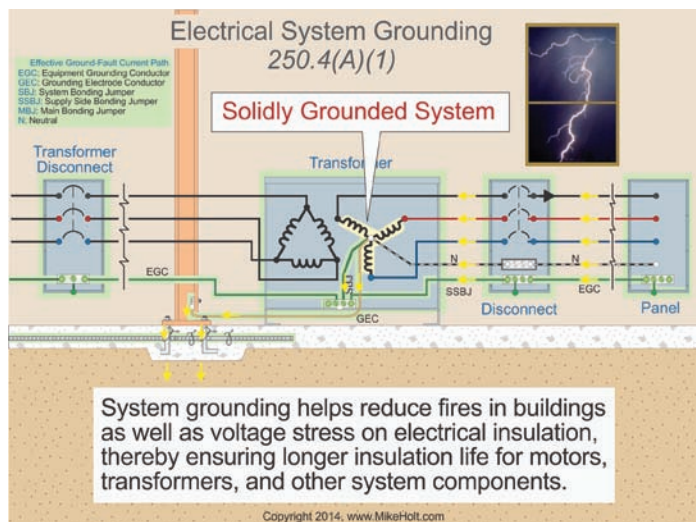 Electrical System Grounding
250.4(A)(1)
Effective Ground-Fault Current Path
EGC: Equipment Grounding Conductor
GEC: Grounding Electrode Conductor
SBJ: System Bonding Jumper
SSBJ: Supply Side Bonding Jumper
MBJ: Main Bonding Jumper
N: Neutral
Solidly Grounded System
Transformer
Disconnect
Transformer
EGC
SBJ
GEC
N
SSBJ
Disconnect
N
EGC
Panel
System grounding helps reduce fires in buildings
as well as voltage stress on electrical insulation,
thereby ensuring longer insulation life for motors,
transformers, and other system components.
Copyright 2014, www.MikeHolt.com